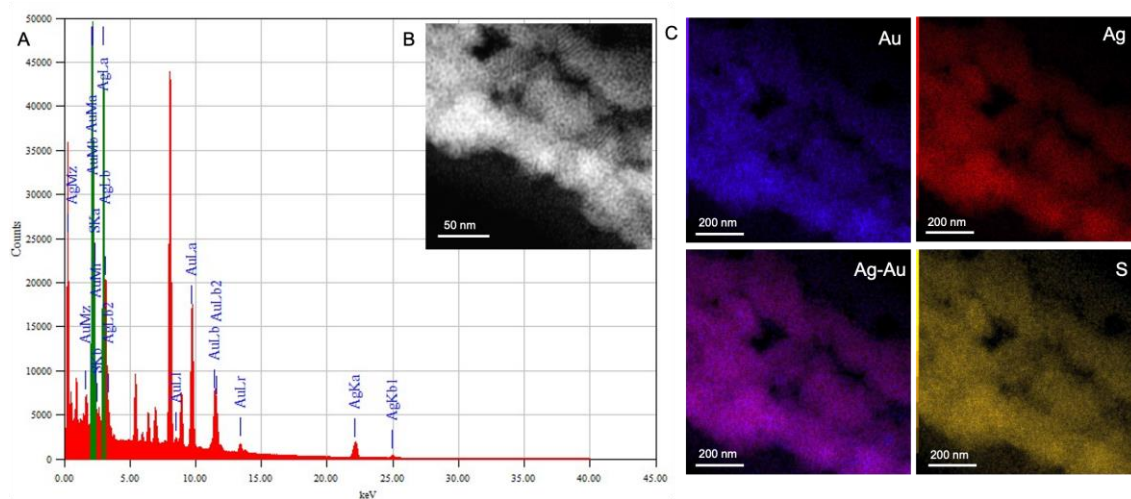 A
50000
45000
40000
35000
30000
25000
20000
15000
10000
5000
0
Counts
0.00 5.00 10.00 15.00 20.00 25.00 30.00 35.00 40.00 45.00
keV
AgMz
AuMz
AuMb AuMa
SKa
AuMr
SKb
AgLa
AgLb
AgLb2
AuLl
AuLa
AuLb AuLb2
AuLr
AgKa
AgKb1
B
50 nm
C
Au
200 nm
Ag
200 nm
Ag-Au
200 nm
S
200 nm